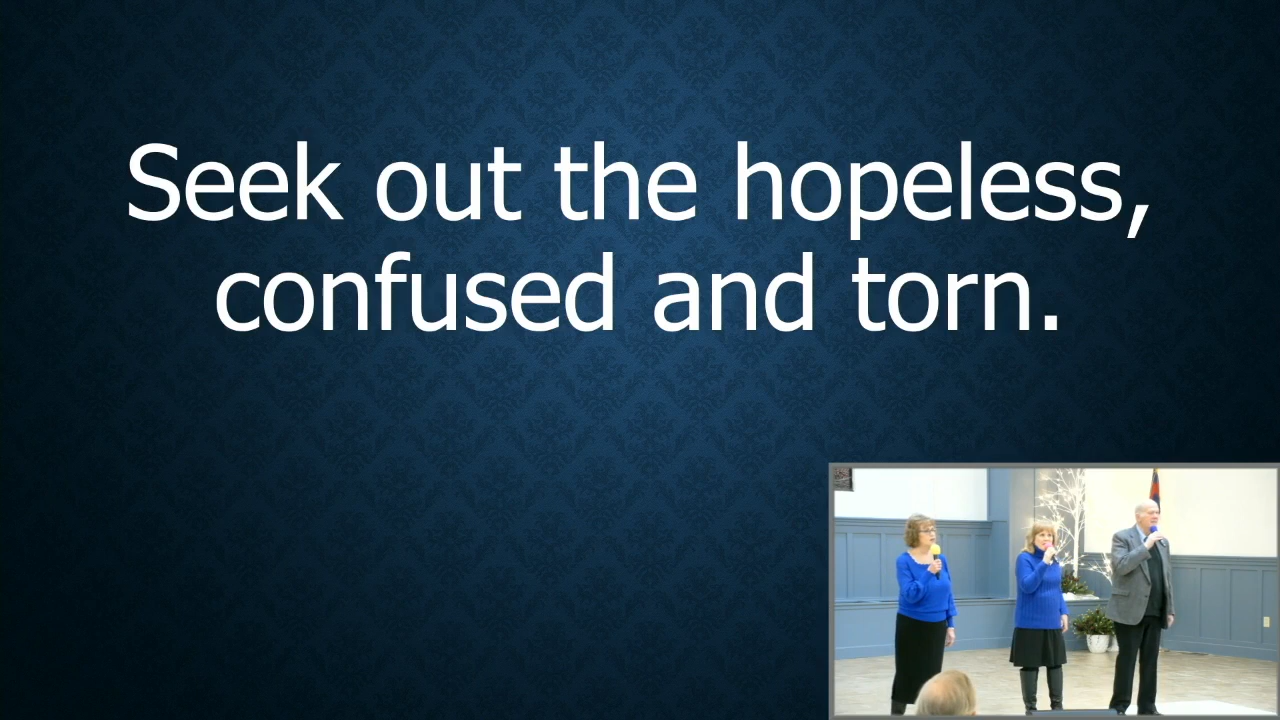 Seek out the hopeless,
confused and torn.